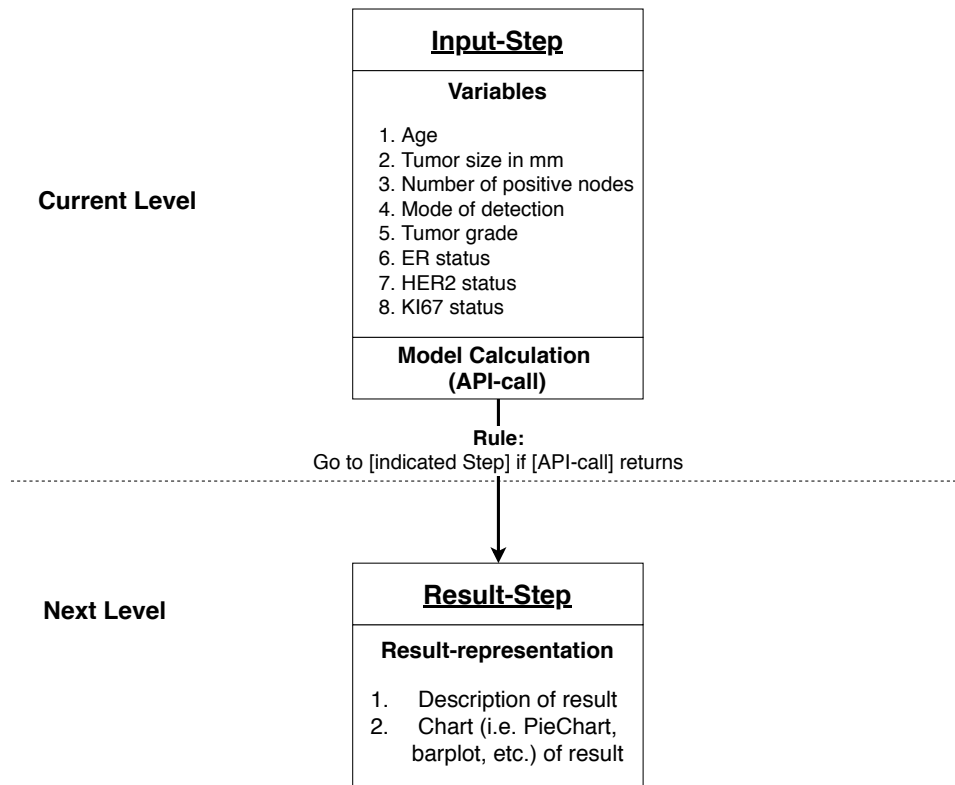 Input-Step
Variables
1. Age
2. Tumor size in mm
3. Number of positive nodes
4. Mode of detection
5. Tumor grade
6. ER status
7. HER2 status
8. KI67 status
Current Level
Model Calculation
(API-call)
Rule:
Go to [indicated Step] if [API-call] returns
Result-Step
Next Level
Result-representation
1. Description of result
2. Chart (i.e. PieChart,
barplot, etc.) of result